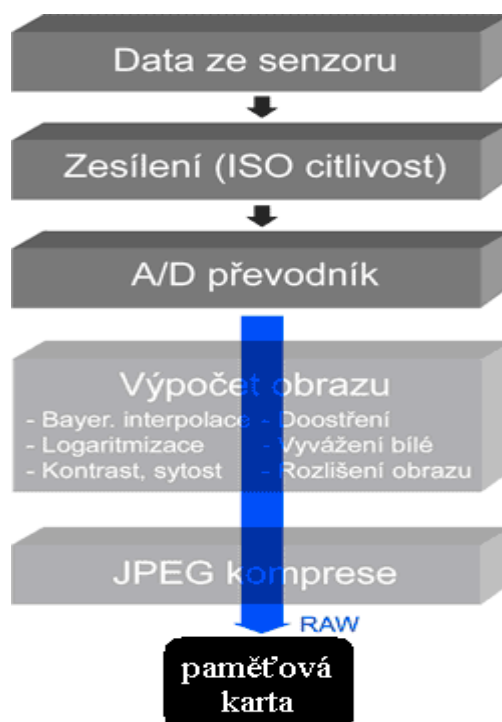 Data ze senzoru
Zesílení (ISO citlivost)
A/D převodník
Výpočet obrazu
- Bayer. interpolace - Doostření
- Logaritmizace - Vyvážení bílé
- Kontrast, sytost - Rozlišení obrazu
JPEG komprese
RAW
paměťová
karta